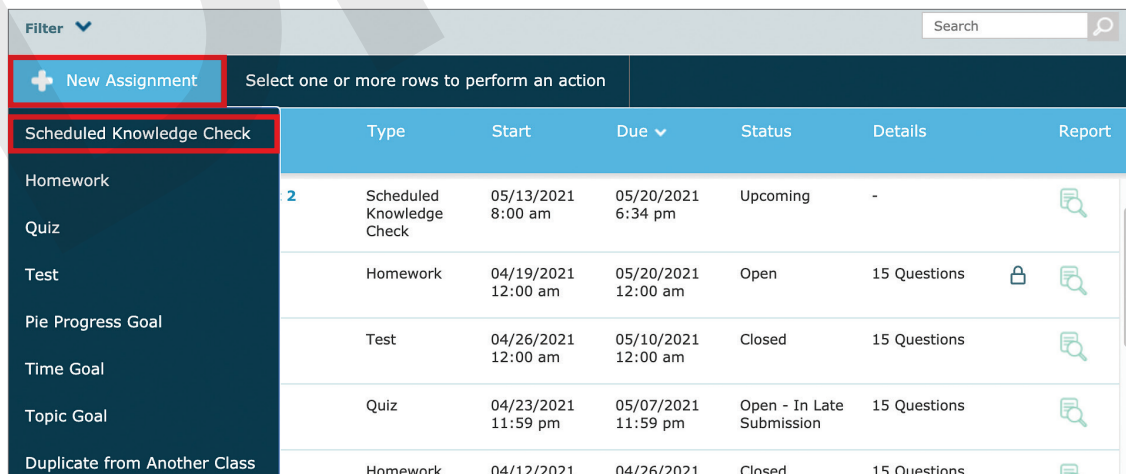 Filter
Search
New Assignment
Select one or more rows to perform an action
Scheduled Knowledge Check
Homework
Quiz
Test
Pie Progress Goal
Time Goal
Topic Goal
Duplicate from Another Class
Type Start Due Status Details Report
2 Scheduled 05/13/2021 05/20/2021 Upcoming -
Knowledge 8:00 am 6:34 pm
Check
Homework 04/19/2021 05/20/2021 Open 15 Questions
12:00 am 12:00 am
Test 04/26/2021 05/10/2021 Closed 15 Questions
12:00 am 12:00 am
Quiz 04/23/2021 05/07/2021 Open - In Late 15 Questions
11:59 pm 11:59 pm Submission
Homework 04/12/2021 04/26/2021 Closed 15 Questions